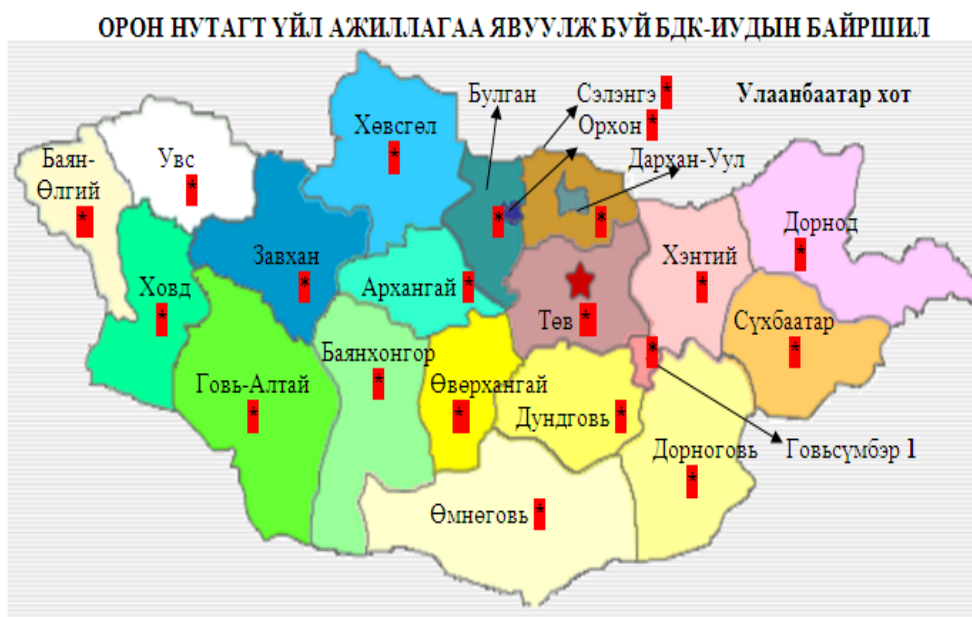 ОРОН НУТАГТ ҮЙЛ АЖИЛЛАГАА ЯВУУЛЖ БУЙ БДК-ИУДЫН БАЙРШИЛ
Булган
Сэлэнгэ *
Орхон *
Улаанбаатар хот
Дархан-Уул
Хөвсгөл
*
Баян-
Өлгий
*
Увс
*
*
*
Дорнод
*
Завхан
*
Хэнтий
*
Ховд
*
Архангай *
Төв *
Сүхбаатар
*
*
Баянхонгор
*
Говь-Алтай
*
Өвөрхангай
*
Дундговь *
Дорноговь
*
Говьсүмбэр 1
Өмнөговь *